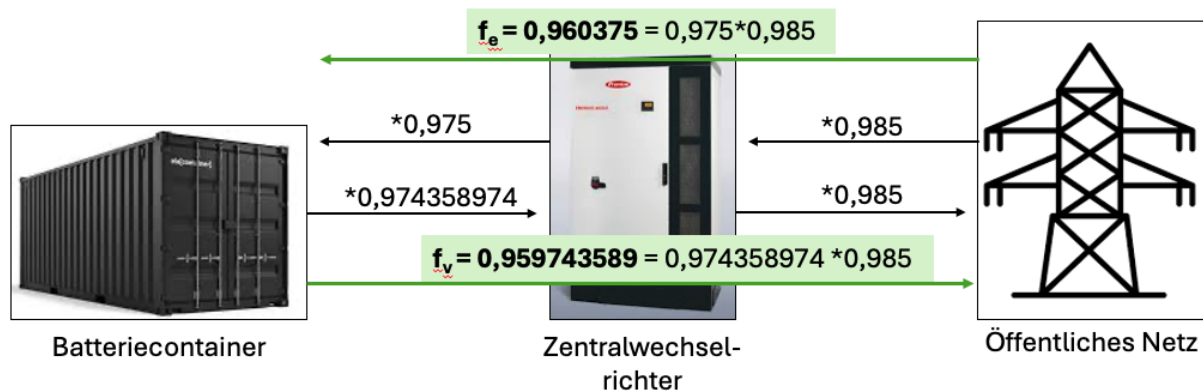 fₑ = 0,960375 = 0,975*0,985
*0,975
*0,985
*0,974358974
*0,985
fᵥ = 0,959743589 = 0,974358974 *0,985
Batteriecontainer
Zentralwechsel-
richter
Öffentliches Netz